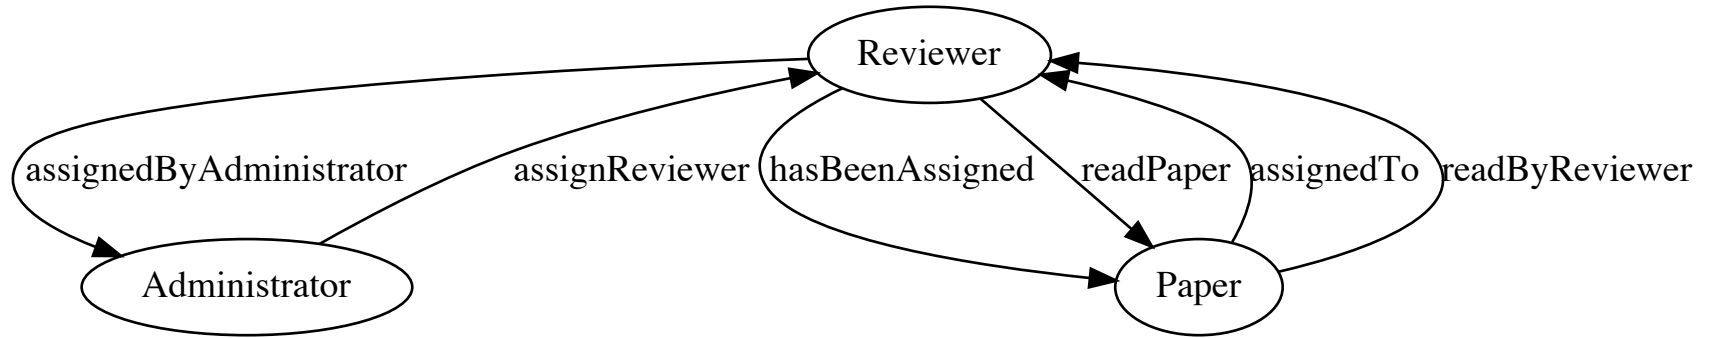 Reviewer
assignedByAdministrator
assignReviewer
hasBeenAssigned
readPaper
assignedTo
readByReviewer
Administrator
Paper